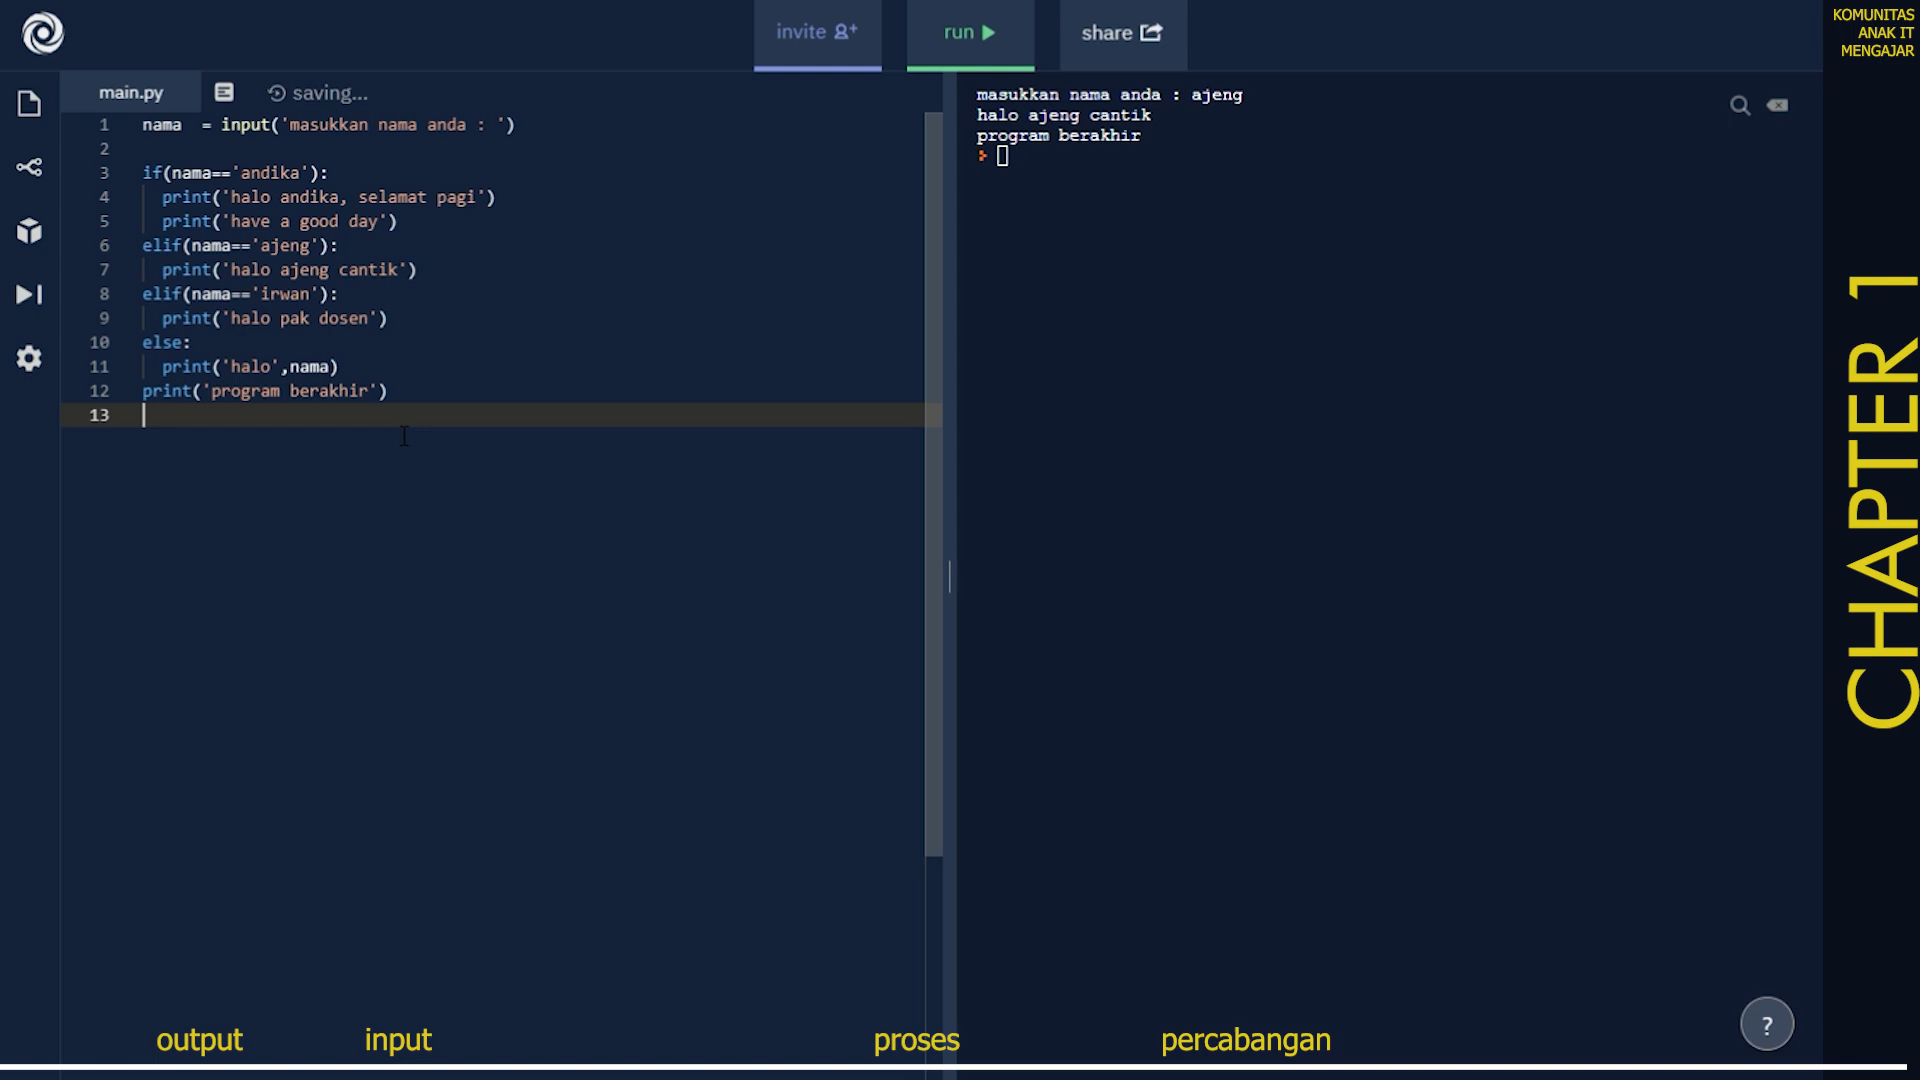 invite
run
share
KOMUNITAS
ANAK IT
MENGAJAR
main.py
saving...
1 nama  = input('masukkan nama anda : ')
2
3 if(nama=='andika'):
4   print('halo andika, selamat pagi')
5   print('have a good day')
6 elif(nama=='ajeng'):
7   print('halo ajeng cantik')
8 elif(nama=='irwan'):
9   print('halo pak dosen')
10 else:
11   print('halo',nama)
12 print('program berakhir')
13
masukkan nama anda : ajeng
halo ajeng cantik
program berakhir
CHAPTER 1
?
output
input
proses
percabangan